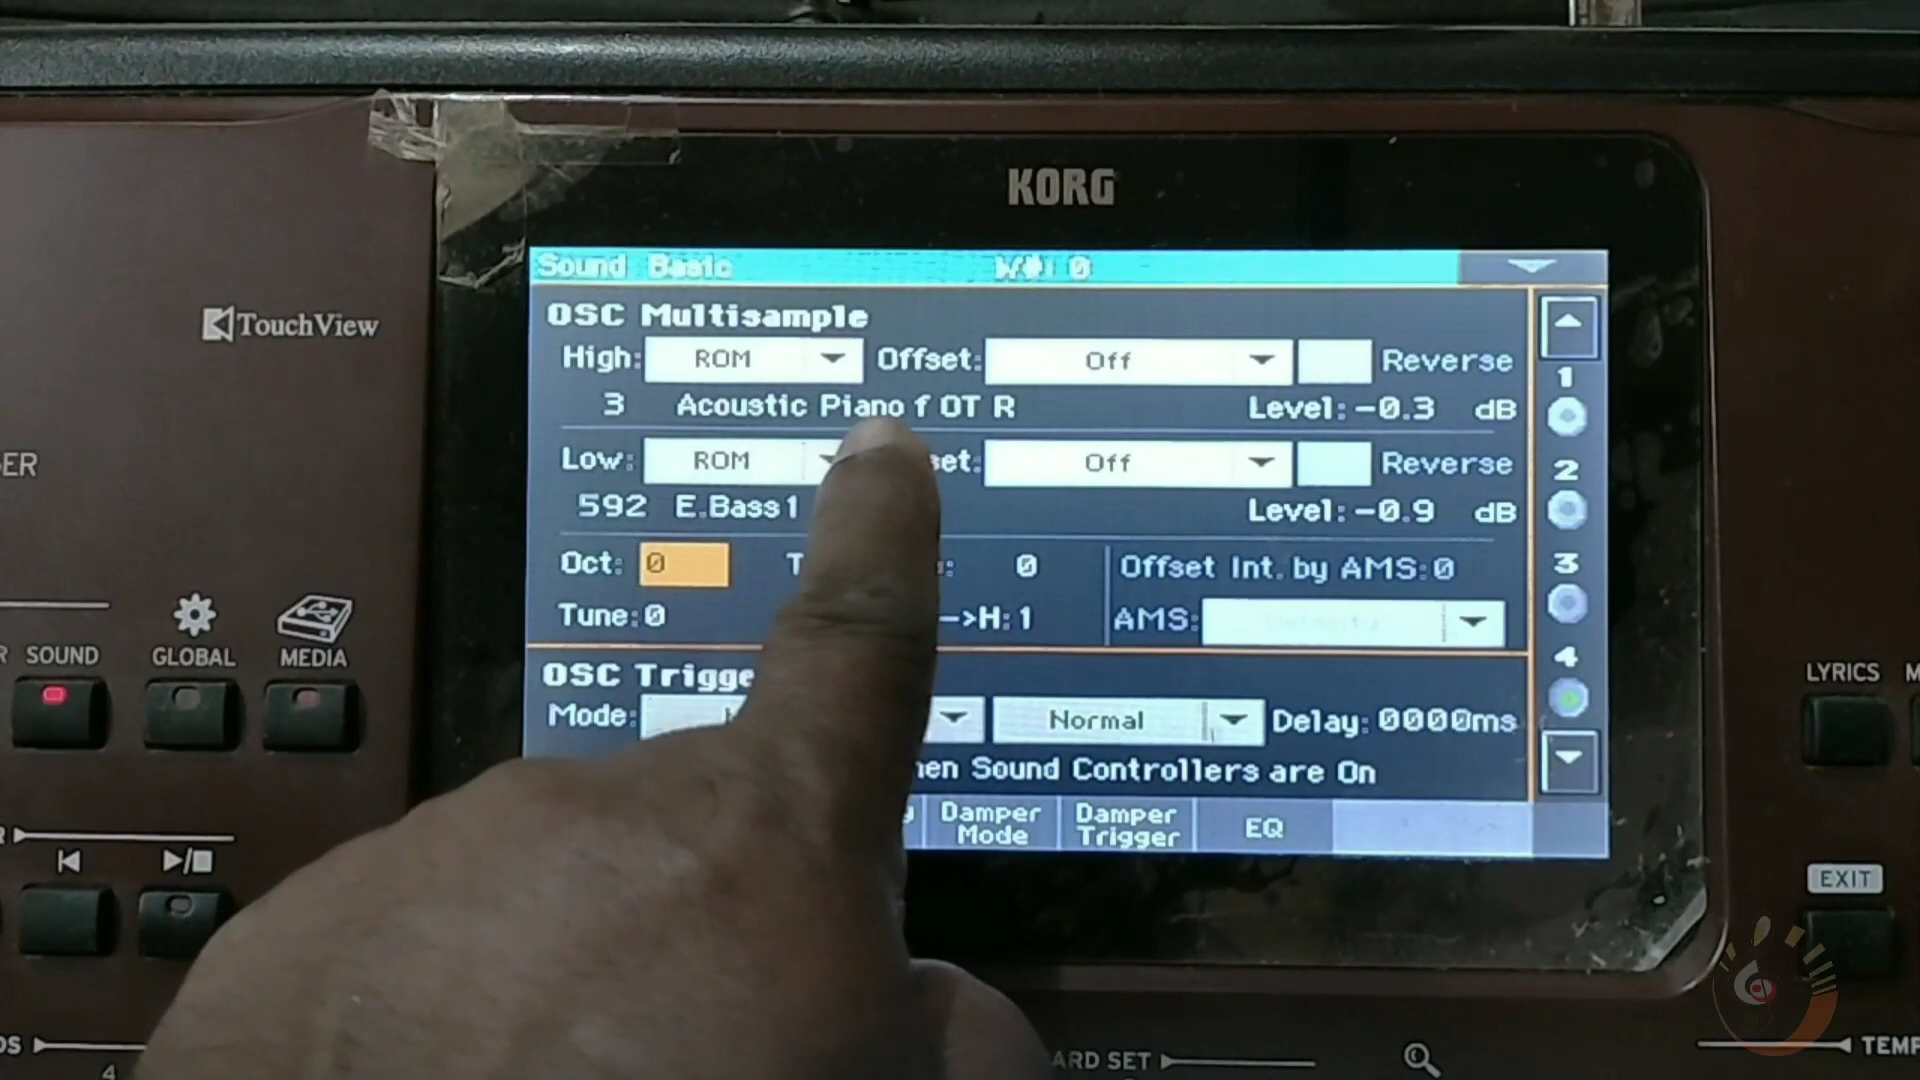 KORG
TouchView
Sound Basic
OSC Multisample
High: ROM Offset: Off Reverse
3 Acoustic Piano f OT R Level:-0.3 dB
Low: ROM set: Off Reverse
592 E.Bass1 Level:-0.9 dB
Oct: 0 T : 0 Offset Int. by AMS:0
Tune:0 ->H:1 AMS:
OSC Trigge
Mode: Normal Delay: 0000ms
hen Sound Controllers are On
Damper Mode Damper Trigger EQ
1
2
3
4
ER
SOUND GLOBAL MEDIA
LYRICS M
EXIT
ARD SET
TEMP
DS
4